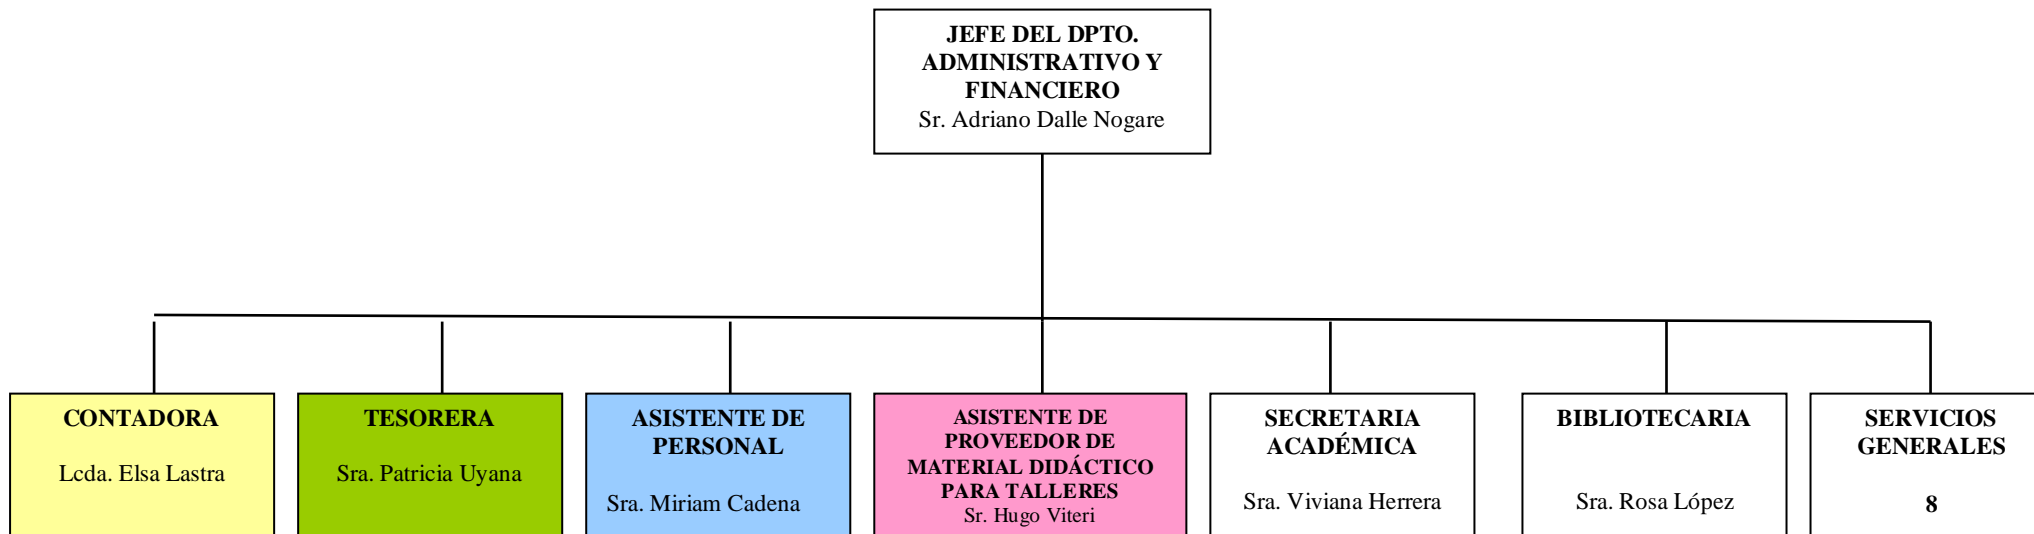 JEFE DEL DPTO.
ADMINISTRATIVO Y
FINANCIERO
Sr. Adriano Dalle Nogare
CONTADORA
Lcda. Elsa Lastra
TESORERA
Sra. Patricia Uyana
ASISTENTE DE
PERSONAL
Sra. Miriam Cadena
ASISTENTE DE
PROVEEDOR DE
MATERIAL DIDÁCTICO
PARA TALLERES
Sr. Hugo Viteri
SECRETARIA
ACADÉMICA
Sra. Viviana Herrera
BIBLIOTECARIA
Sra. Rosa López
SERVICIOS
GENERALES
8